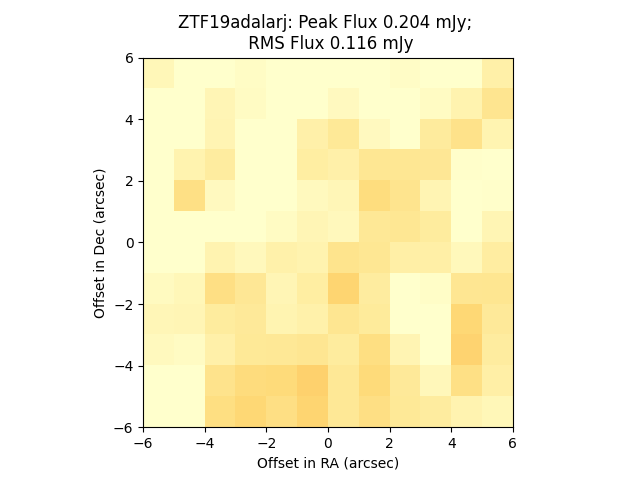 ZTF19adalarj: Peak Flux 0.204 mJy;
RMS Flux 0.116 mJy
6
4
2
0
−2
−4
−6
Offset in Dec (arcsec)
−6 −4 −2 0 2 4 6
Offset in RA (arcsec)